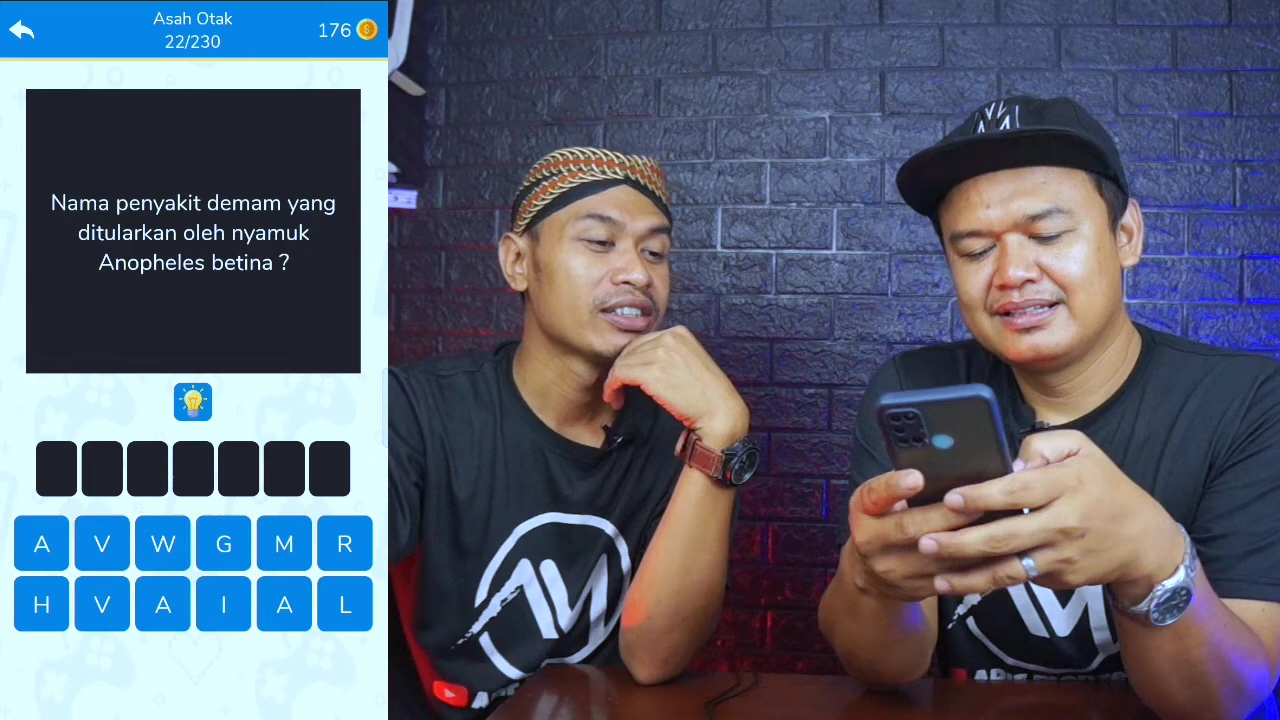 Asah Otak
22/230
176
Nama penyakit demam yang
ditularkan oleh nyamuk
Anopheles betina ?
A V W G M R
H V A I A L